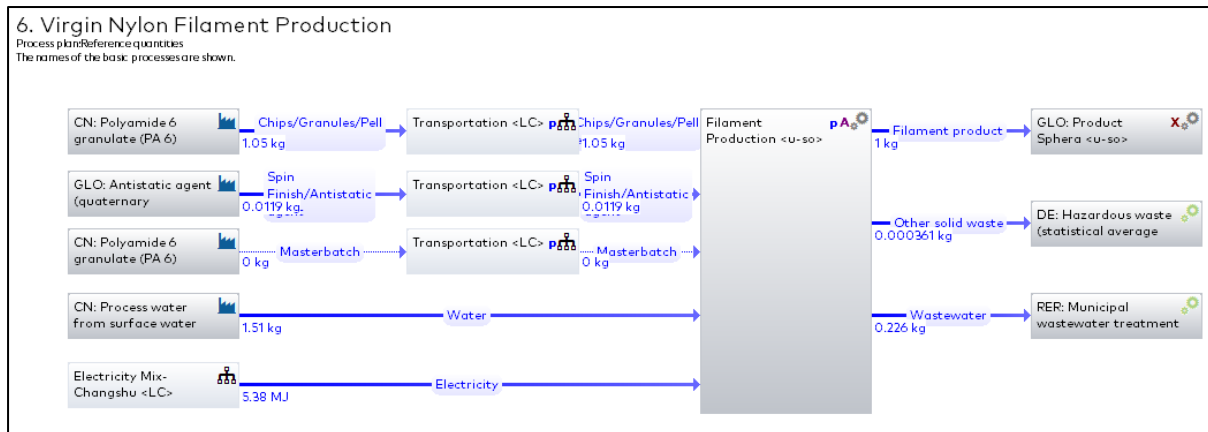 6. Virgin Nylon Filament Production
Process plan:Reference quantities
The names of the basic processes are shown.
CN: Polyamide 6
granulate (PA 6)
Chips/Granules/Pell
1.05 kg
Transportation <LC> p
Chips/Granules/Pell
1.05 kg
Filament
Production <u-so>
pA
Filament product
1 kg
GLO: Product
Sphera <u-so>
X
GLO: Antistatic agent
(quaternary
Spin
Finish/Antistatic
0.0119 kg
Transportation <LC> p
Spin
Finish/Antistatic
0.0119 kg
Other solid waste
0.000361 kg
DE: Hazardous waste
(statistical average
CN: Polyamide 6
granulate (PA 6)
Masterbatch
0 kg
Transportation <LC> p
Masterbatch
0 kg
CN: Process water
from surface water
Water
1.51 kg
Wastewater
0.226 kg
RER: Municipal
wastewater treatment
Electricity Mix-
Changshu <LC>
Electricity
5.38 MJ